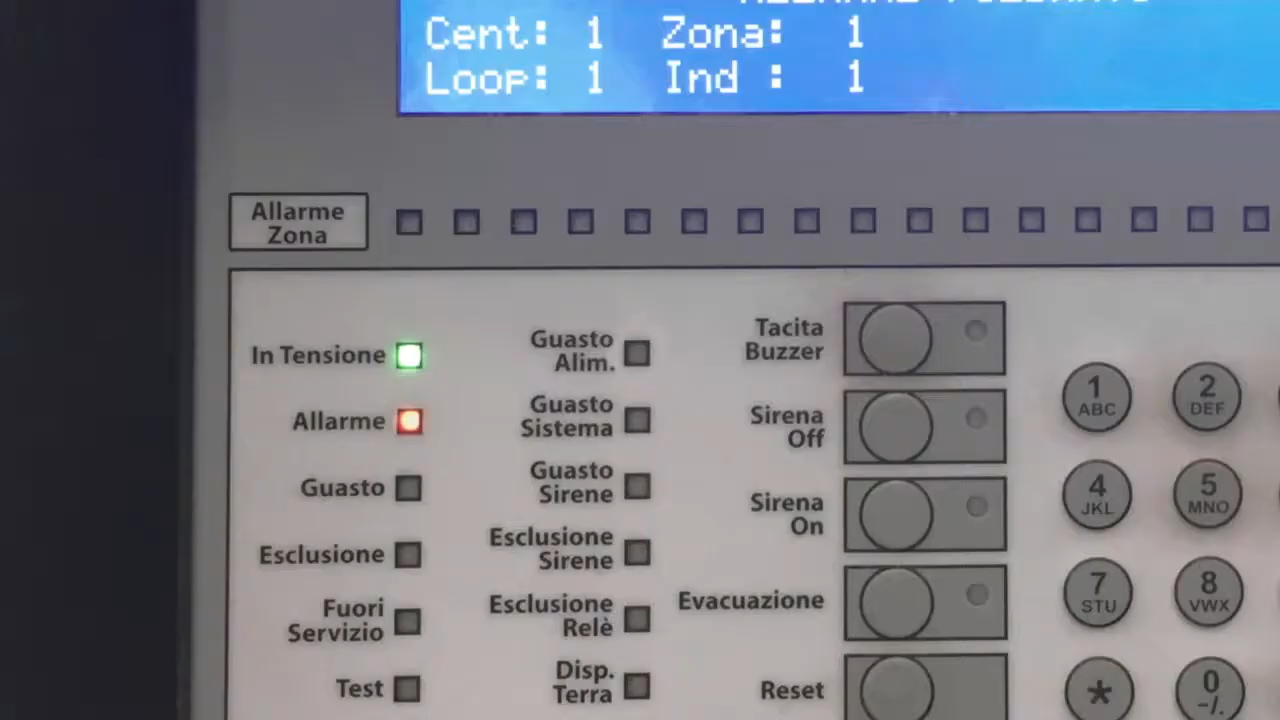 Cent: 1 Zona: 1
Loop: 1 Ind : 1
Allarme
Zona
In Tensione
Allarme
Guasto
Esclusione
Fuori
Servizio
Test
Guasto
Alim.
Guasto
Sistema
Guasto
Sirene
Esclusione
Sirene
Esclusione
Relè
Disp.
Terra
Tacita
Buzzer
Sirena
Off
Sirena
On
Evacuazione
Reset
1
ABC
2
DEF
4
JKL
5
MNO
7
STU
8
VWX
*
0
-/.